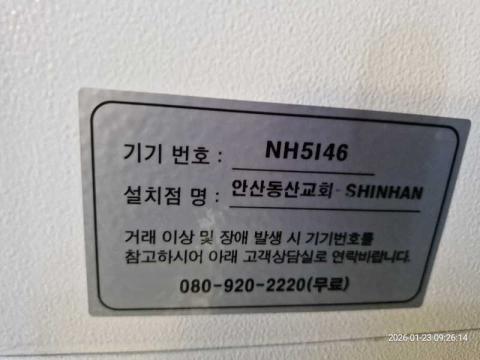 기기 번호 : NH5146
설치점 명 : 안산동산교회- SHINHAN
거래 이상 및 장애 발생 시 기기번호를
참고하시어 아래 고객상담실로 연락바랍니다.
080-920-2220(무료)
2026-01-23 09:26:14